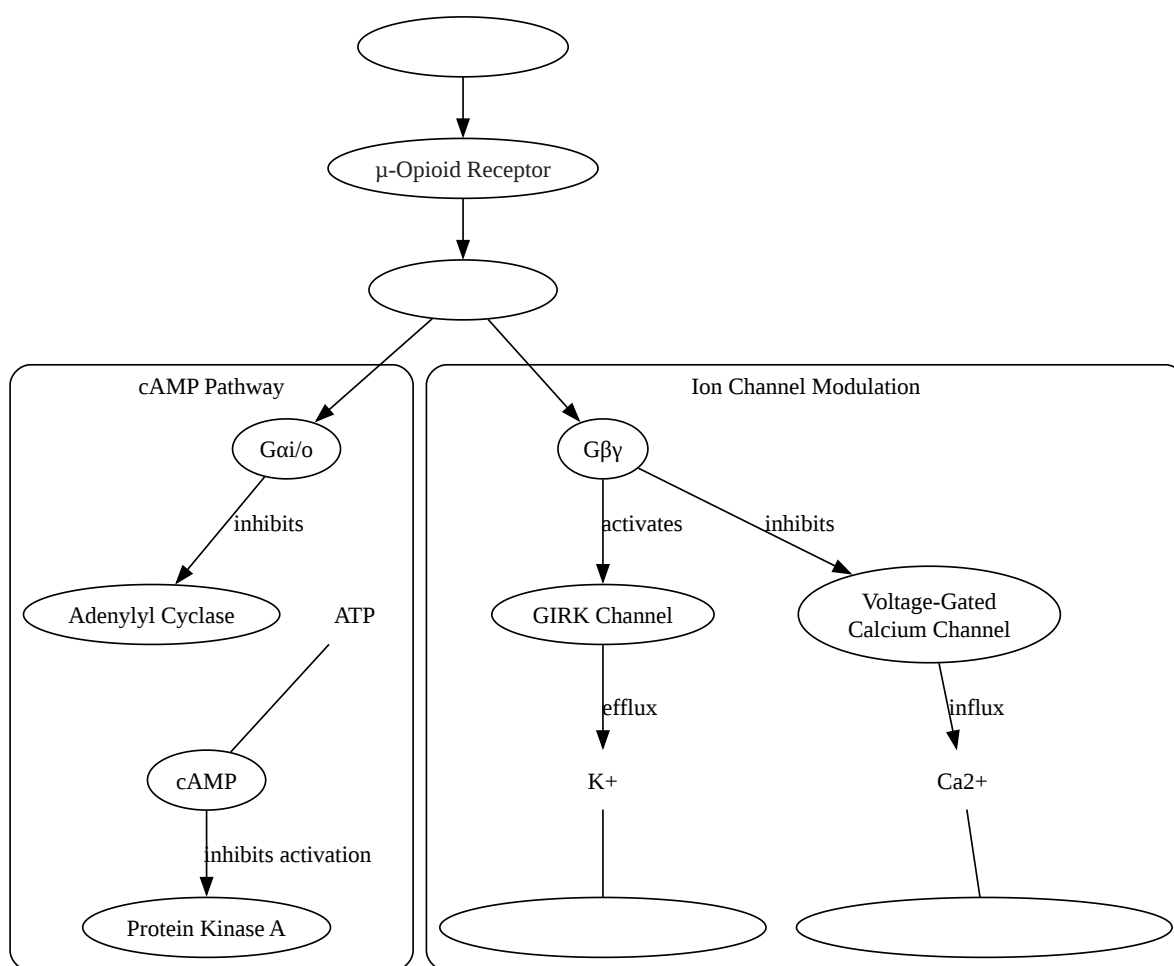 µ-Opioid Receptor
cAMP Pathway
Ion Channel Modulation
Gαi/o
Gβγ
inhibits
activates
inhibits
Adenylyl Cyclase
ATP
GIRK Channel
Voltage-Gated
Calcium Channel
efflux
influx
cAMP
K+
Ca2+
inhibits activation
Protein Kinase A